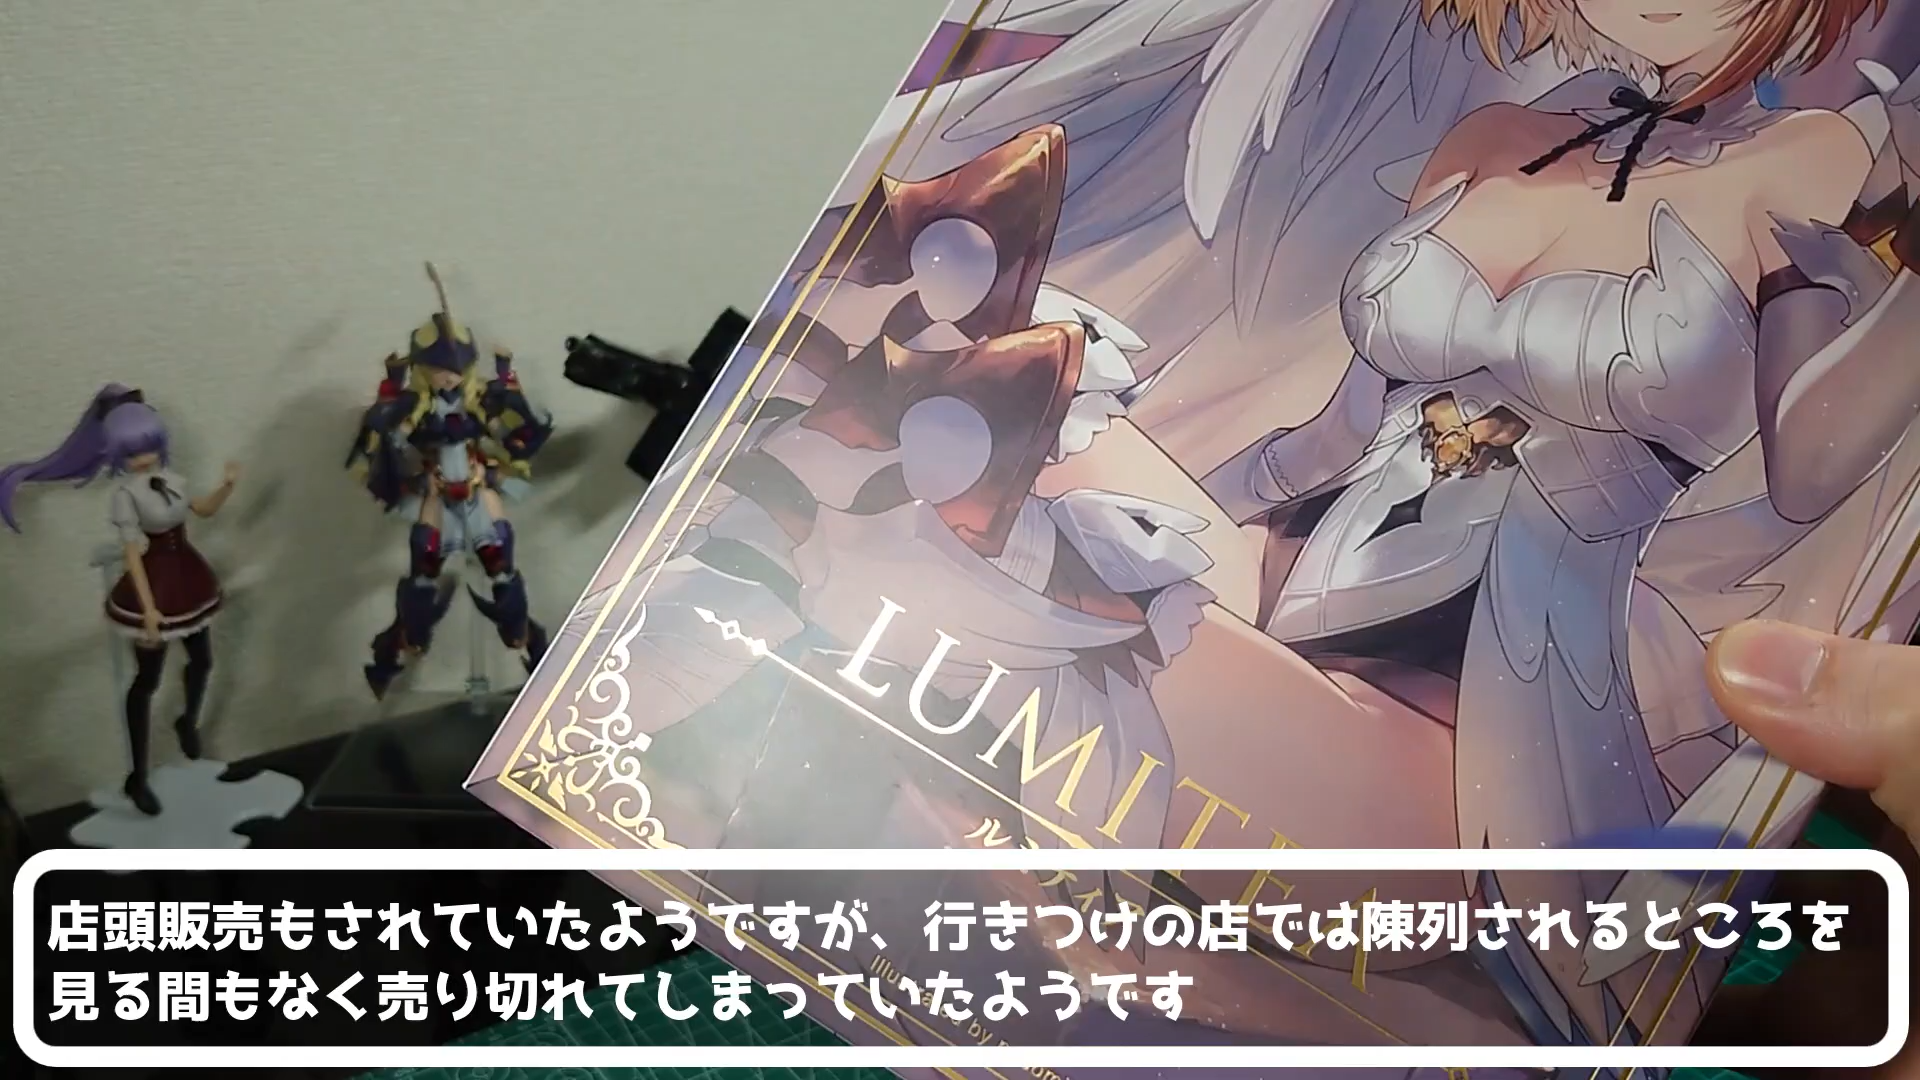 LUMITEA
店頭販売もされていたようですが、行きつけの店では陳列されるところを
見る間もなく売り切れてしまっていたようです